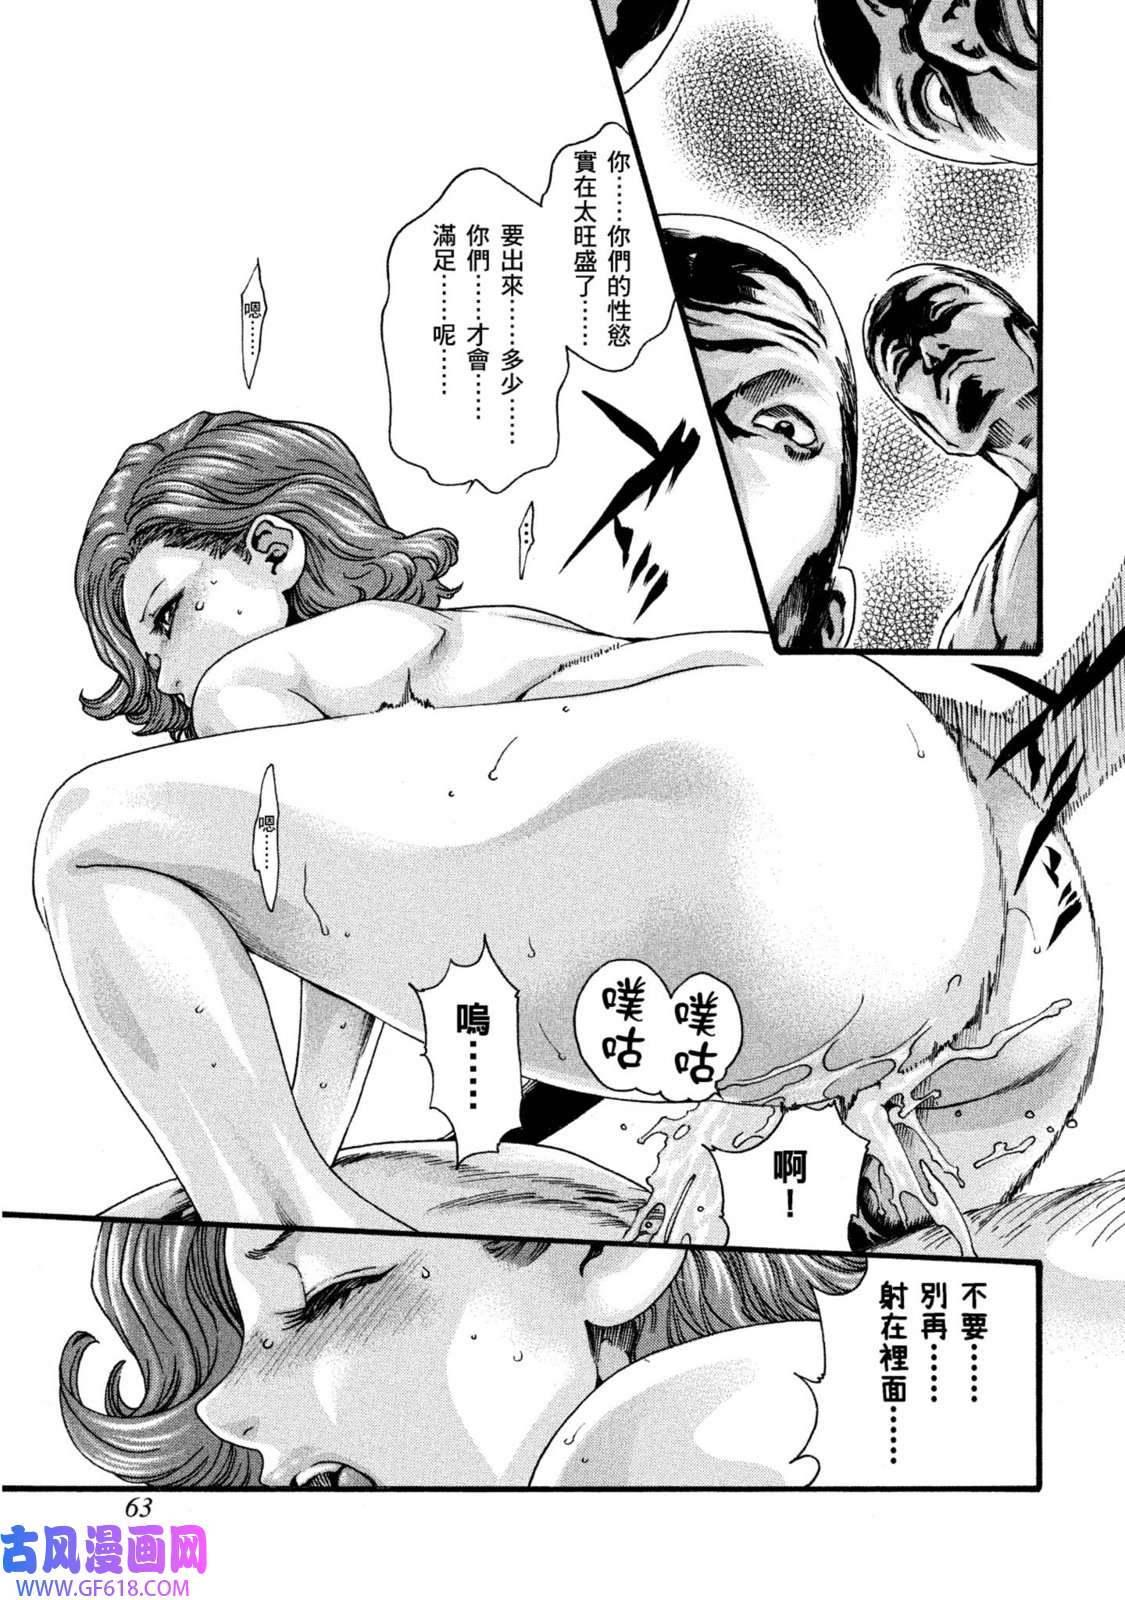 你……你們的性慾
實在太旺盛了……
要出來……多少……
你們……才會……
滿足……呢……
嗯……
…
嗯……
噗咕
噗咕
嗚……
啊！
不要……
別再……
射在裡面……
63
古风漫画网
WWW.GF618.COM